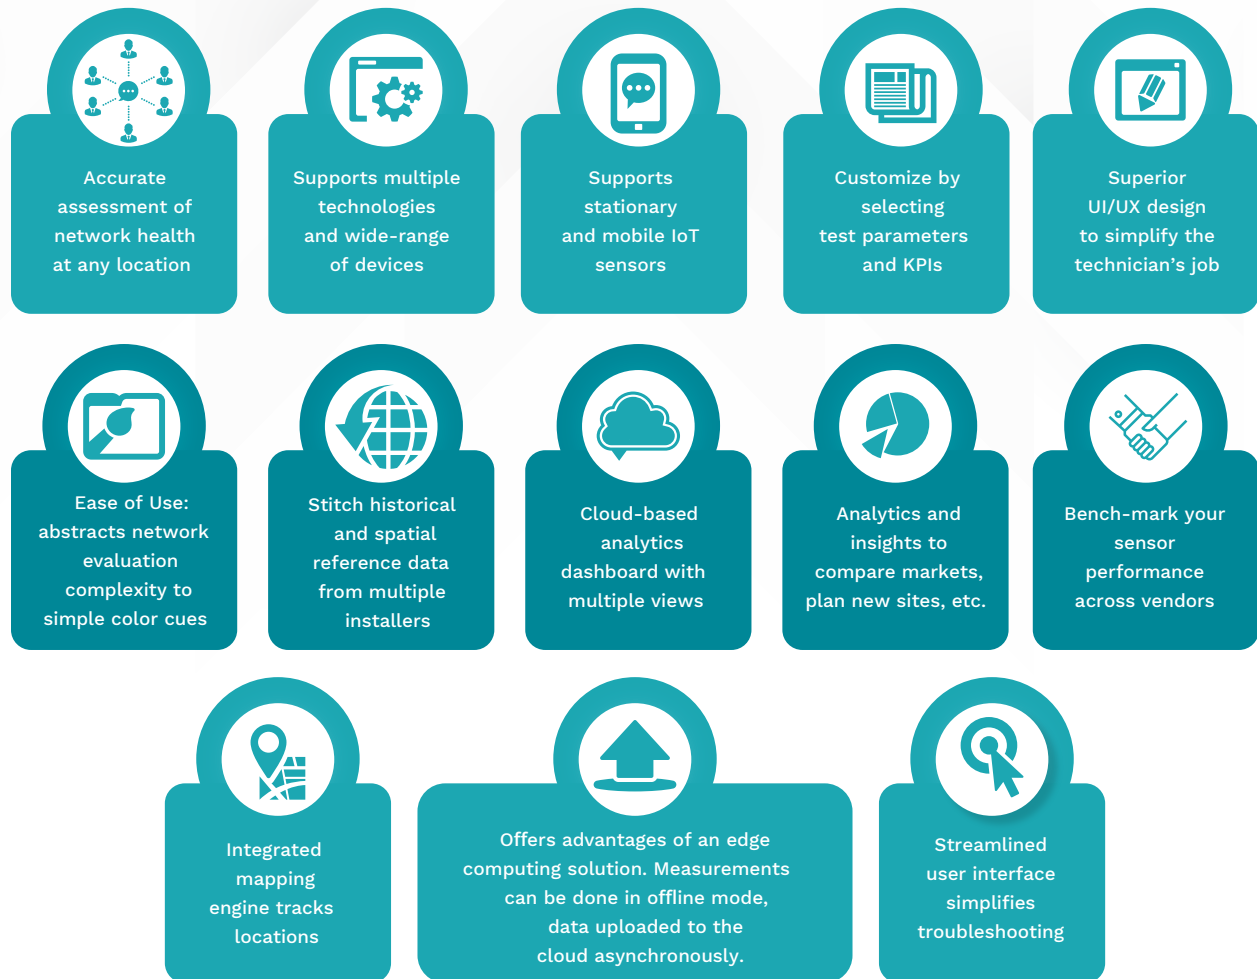 Accurate
assessment of
network health
at any location
Supports multiple
technologies
and wide-range
of devices
Supports
stationary
and mobile IoT
sensors
Customize by
selecting
test parameters
and KPIs
Superior
UI/UX design
to simplify the
technician's job
Ease of Use:
abstracts network
evaluation
complexity to
simple color cues
Stitch historical
and spatial
reference data
from multiple
installers
Cloud-based
analytics
dashboard with
multiple views
Analytics and
insights to
compare markets,
plan new sites, etc.
Bench-mark your
sensor
performance
across vendors
Integrated
mapping
engine tracks
locations
Offers advantages of an edge
computing solution. Measurements
can be done in offline mode,
data uploaded to the
cloud asynchronously.
Streamlined
user interface
simplifies
troubleshooting